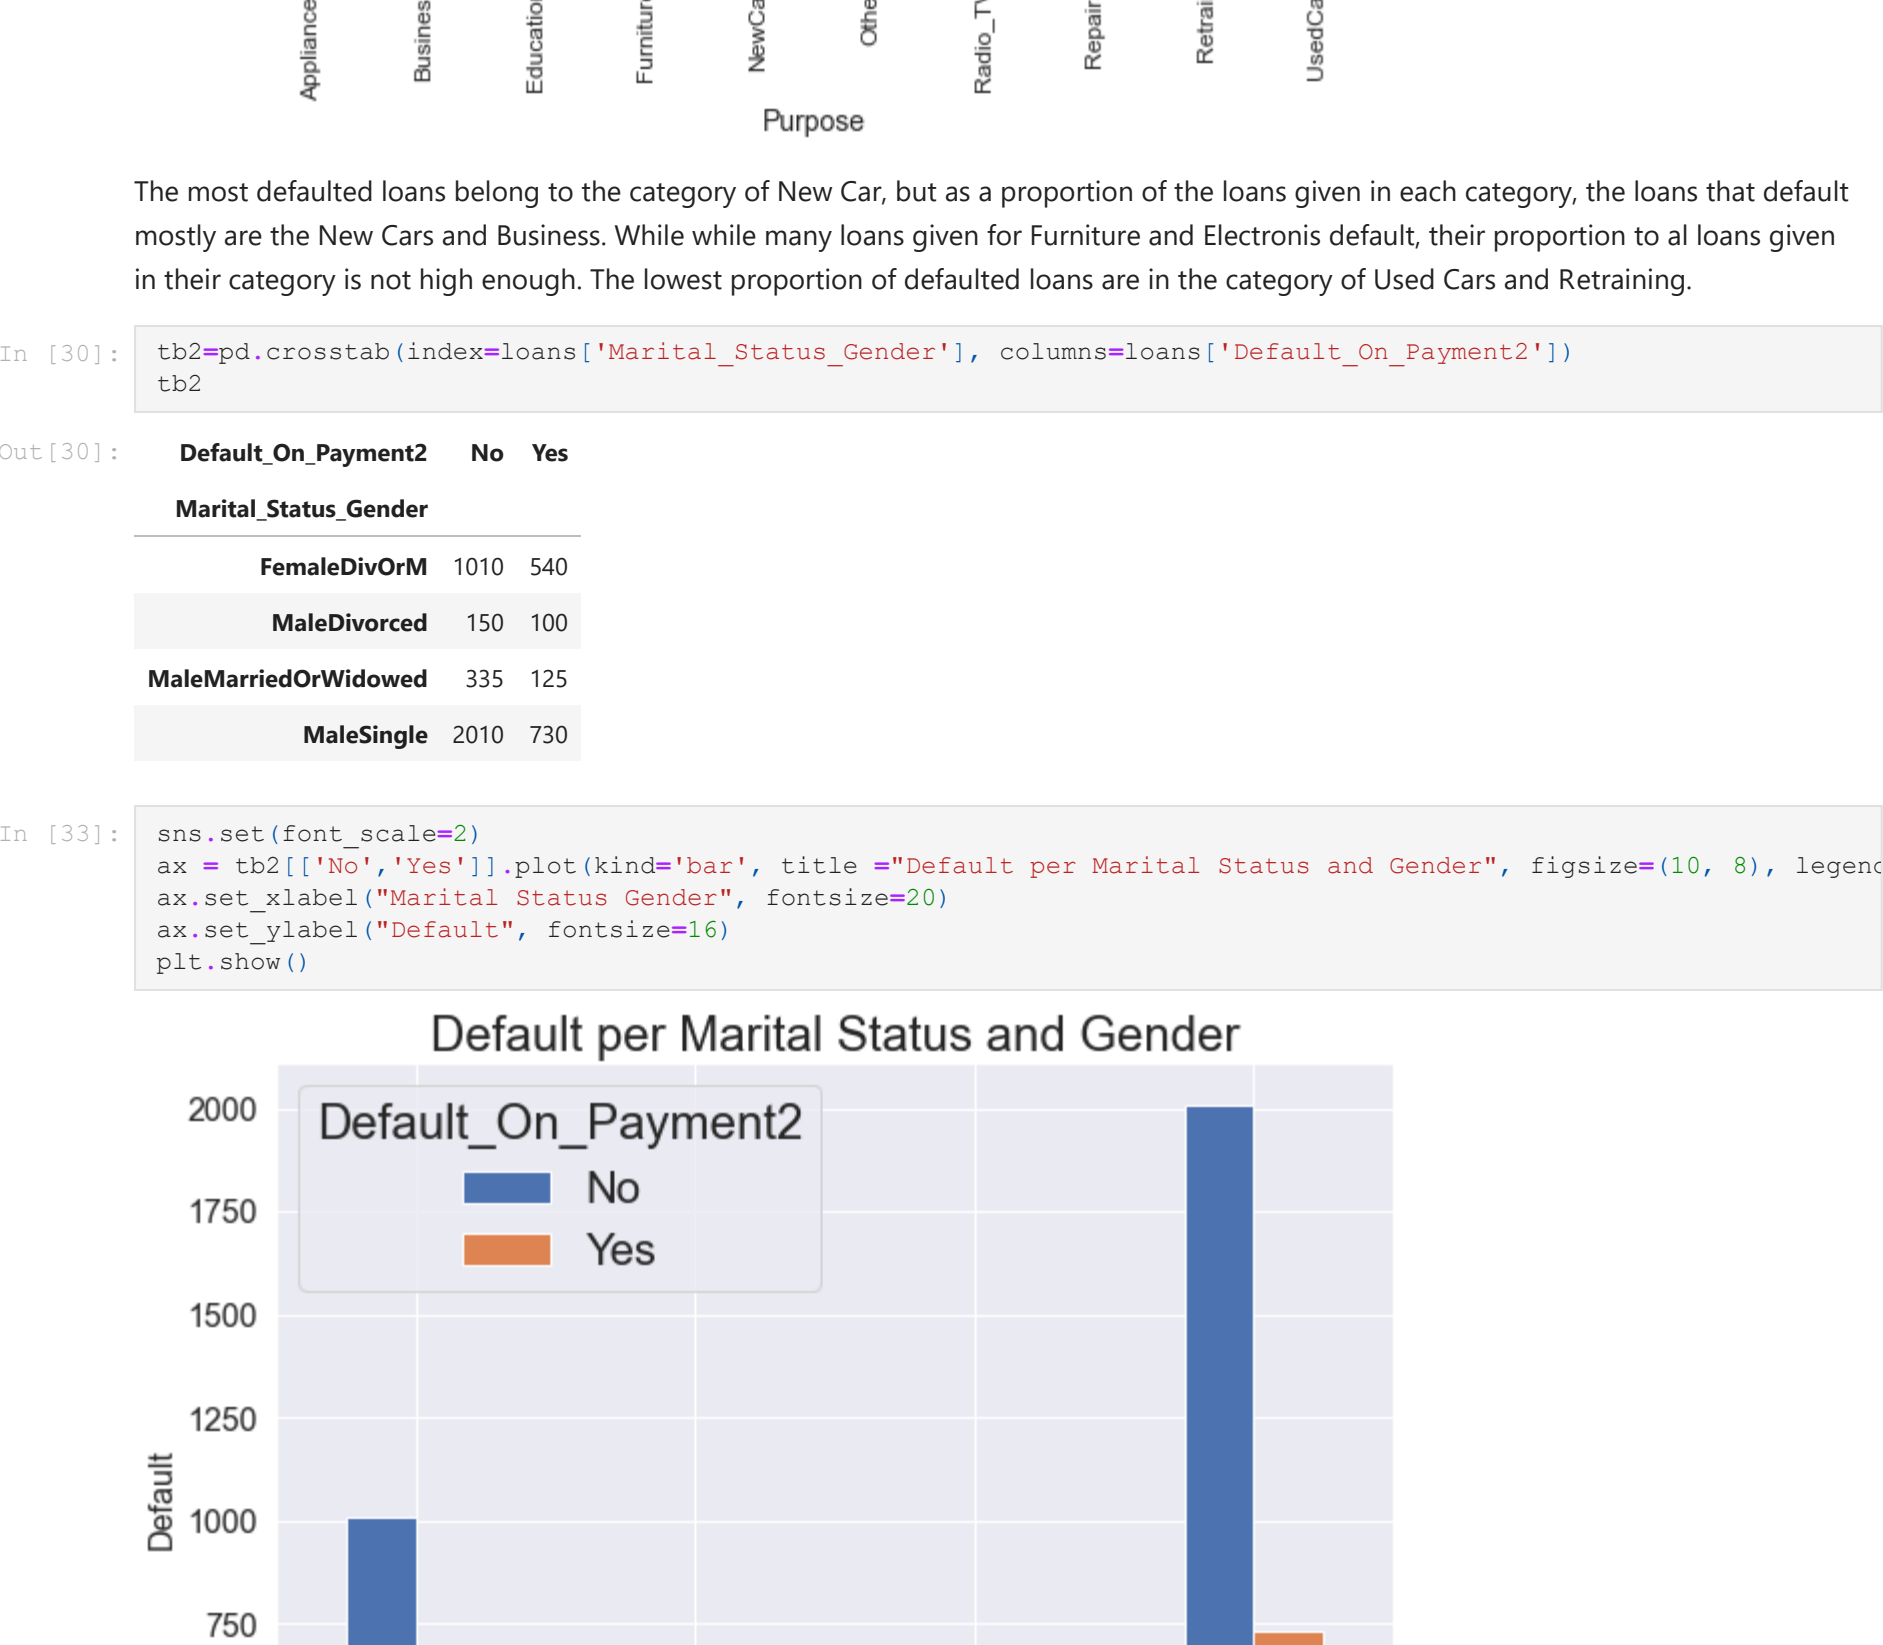 Appliance
Business
Education
Furniture
NewCa
Othe
Radio_TV
Repair
Retrai
UsedCa
Purpose
The most defaulted loans belong to the category of New Car, but as a proportion of the loans given in each category, the loans that default
mostly are the New Cars and Business. While while many loans given for Furniture and Electronis default, their proportion to al loans given
in their category is not high enough. The lowest proportion of defaulted loans are in the category of Used Cars and Retraining.
In [30]:
tb2=pd.crosstab(index=loans['Marital_Status_Gender'], columns=loans['Default_On_Payment2'])
tb2
Out[30]:
Default_On_Payment2 No Yes
Marital_Status_Gender
FemaleDivOrM 1010 540
MaleDivorced 150 100
MaleMarriedOrWidowed 335 125
MaleSingle 2010 730
In [33]:
sns.set(font_scale=2)
ax = tb2[['No','Yes']].plot(kind='bar', title ="Default per Marital Status and Gender", figsize=(10, 8), legend
ax.set_xlabel("Marital Status Gender", fontsize=20)
ax.set_ylabel("Default", fontsize=16)
plt.show()
Default per Marital Status and Gender
Default_On_Payment2
No
Yes
2000
1750
1500
1250
1000
750
Default